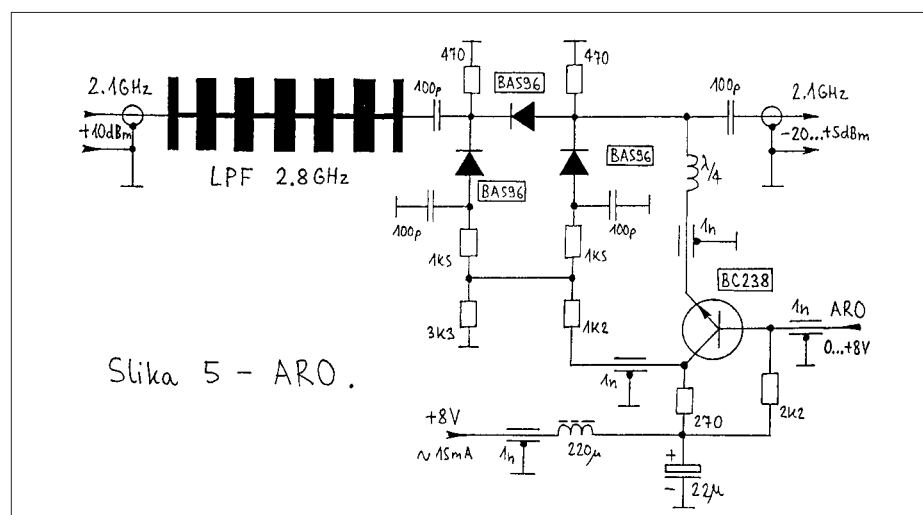 470
470
BAS96
100p
100p
2.1GHz
2.1GHz
+10dBm
-20...+5dBm
LPF 2.8GHz
BAS96
BAS96
λ/4
100p
100p
1n
1k5
1k5
BC238
3k3
1k2
1n
ARO
0...+8V
Slika 5 - ARO.
1n
270
2k2
+8V
~15mA
1n
220μ
+
-
22μ